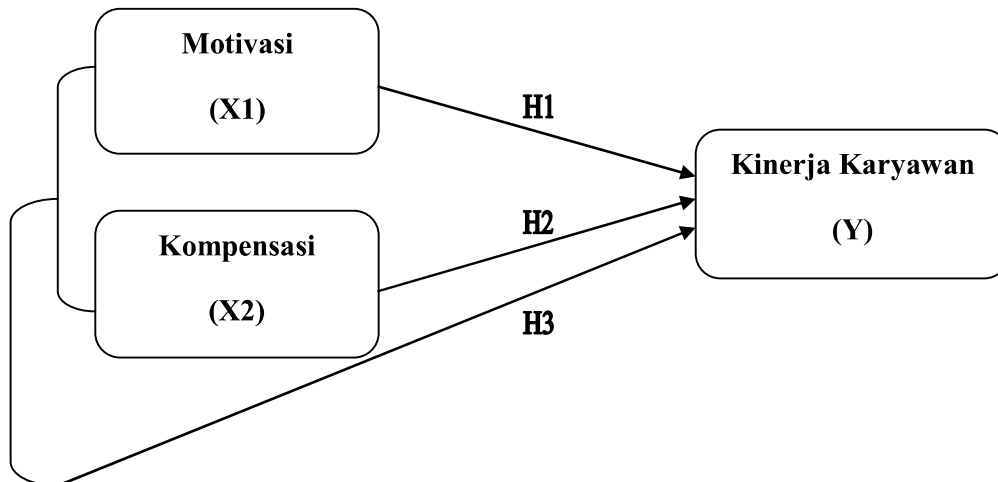 Motivasi
(X1)
H1
Kinerja Karyawan
(Y)
Kompensasi
(X2)
H2
H3